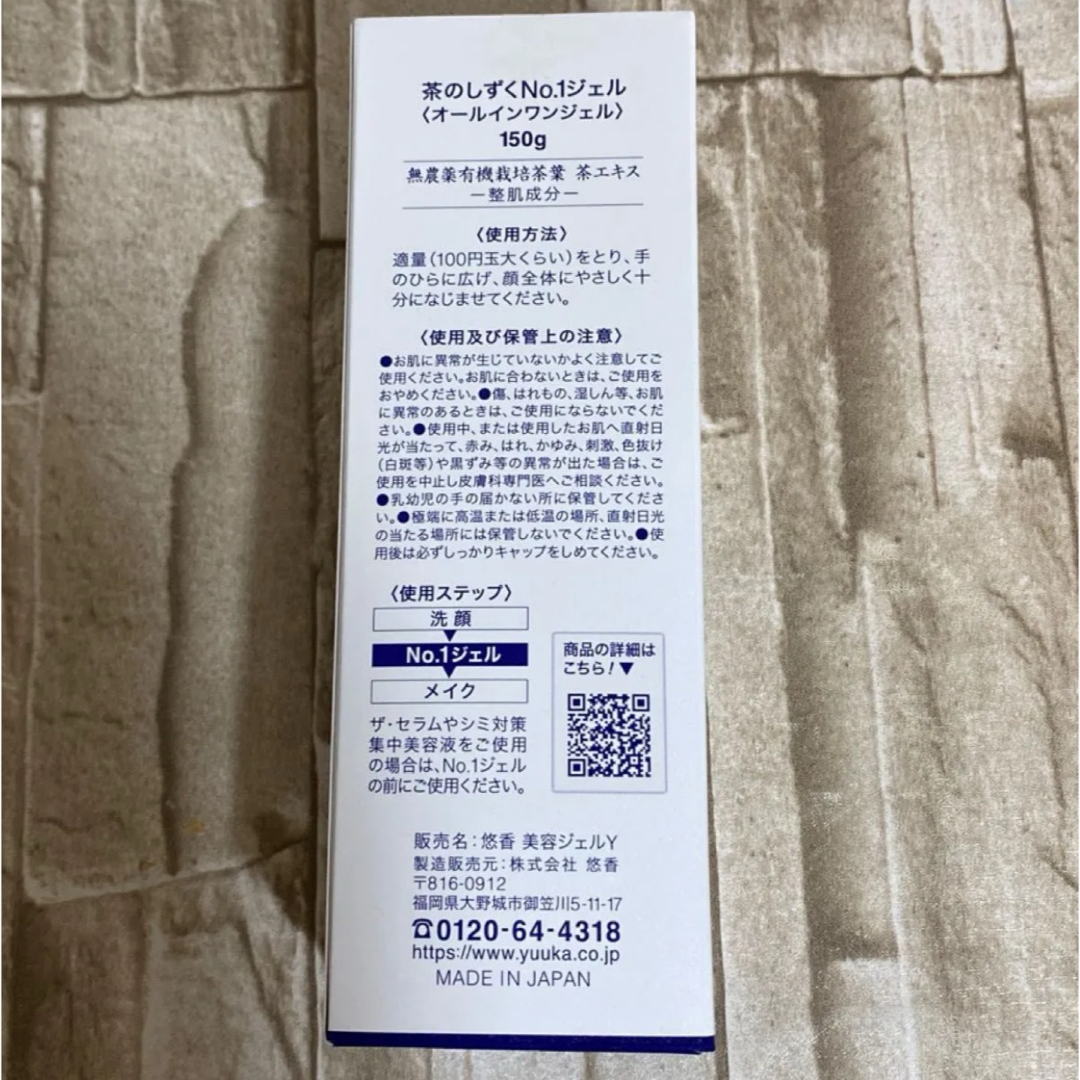 茶のしずくNo.1ジェル
〈オールインワンジェル〉
150g
無農薬有機栽培茶葉 茶エキス
ー整肌成分ー
〈使用方法〉
適量(100円玉大くらい)をとり、手
のひらに広げ、顔全体にやさしく十
分になじませてください。
〈使用及び保管上の注意〉
●お肌に異常が生じていないかよく注意してご
使用ください。お肌に合わないときは、ご使用を
おやめください。●傷、はれもの、湿しん等、お肌
に異常のあるときは、ご使用にならないでくだ
さい。●使用中、または使用したお肌へ直射日
光が当たって、赤み、はれ、かゆみ、刺激、色抜け
(白斑等)や黒ずみ等の異常が出た場合は、ご
使用を中止し皮膚科専門医へご相談ください。
●乳幼児の手の届かない所に保管してくださ
い。●極端に高温または低温の場所、直射日光
の当たる場所には保管しないでください。●使
用後は必ずしっかりキャップをしめてください。
〈使用ステップ〉
洗顔
▼
No.1ジェル
▼
メイク
ザ・セラムやシミ対策
集中美容液をご使用
の場合は、No.1ジェル
の前にご使用ください。
商品の詳細は
こちら!▼
販売名：悠香 美容ジェルY
製造販売元：株式会社 悠香
〒816-0912
福岡県大野城市御笠川5-11-17
☎0120-64-4318
https://www.yuuka.co.jp
MADE IN JAPAN